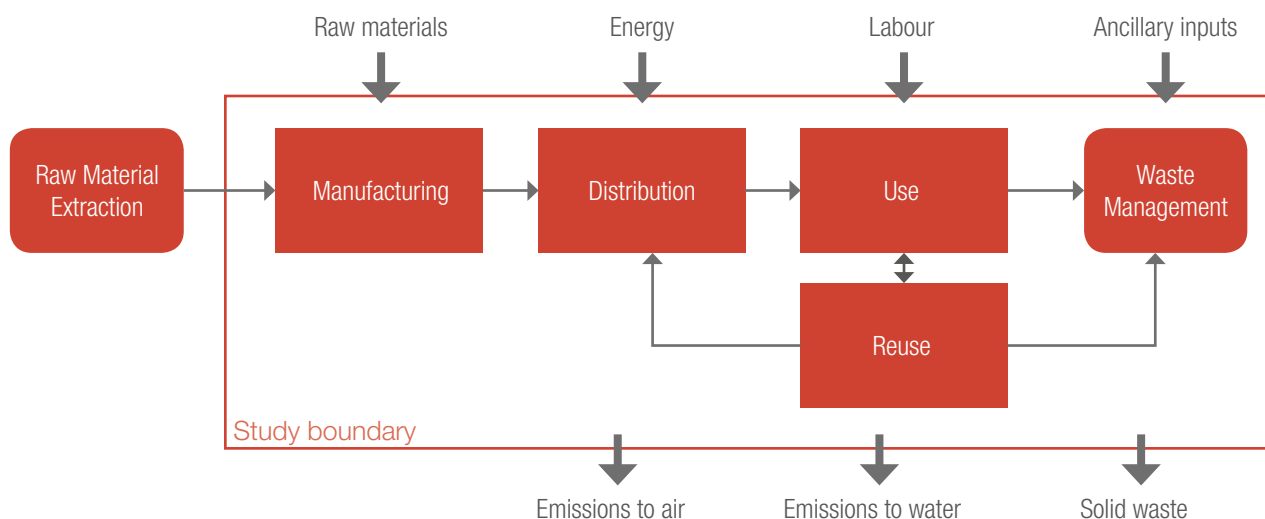 Raw materials
Energy
Labour
Ancillary inputs
Raw Material
Extraction
Manufacturing
Distribution
Use
Waste
Management
Reuse
Study boundary
Emissions to air
Emissions to water
Solid waste